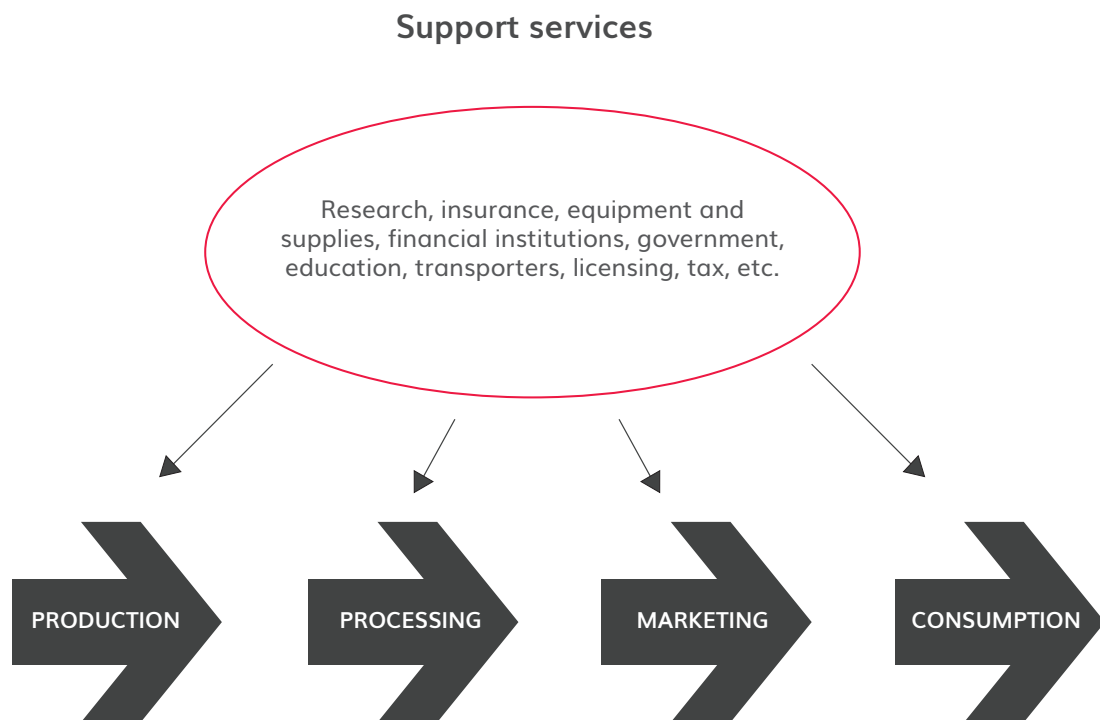 Support services
Research, insurance, equipment and
supplies, financial institutions, government,
education, transporters, licensing, tax, etc.
PRODUCTION
PROCESSING
MARKETING
CONSUMPTION